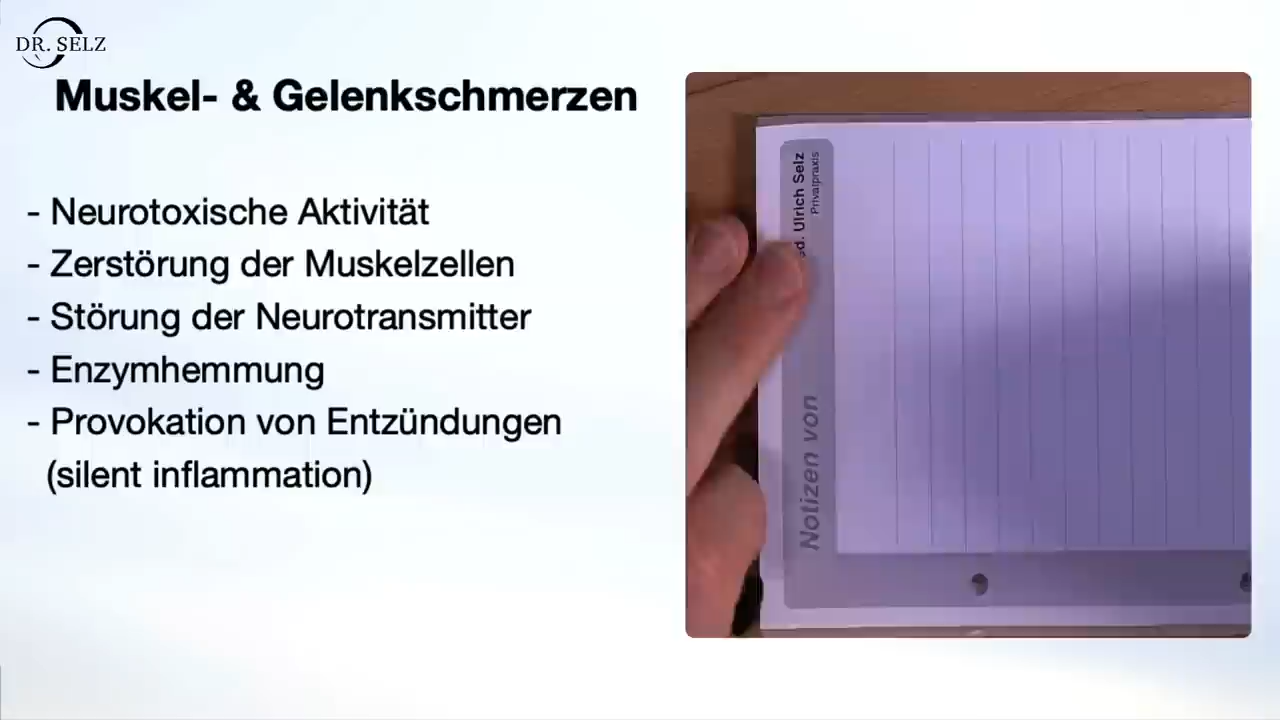 DR. SELZ
Muskel- & Gelenkschmerzen
- Neurotoxische Aktivität
- Zerstörung der Muskelzellen
- Störung der Neurotransmitter
- Enzymhemmung
- Provokation von Entzündungen
(silent inflammation)
Notizen von
Ulrich Selz
Privatpraxis